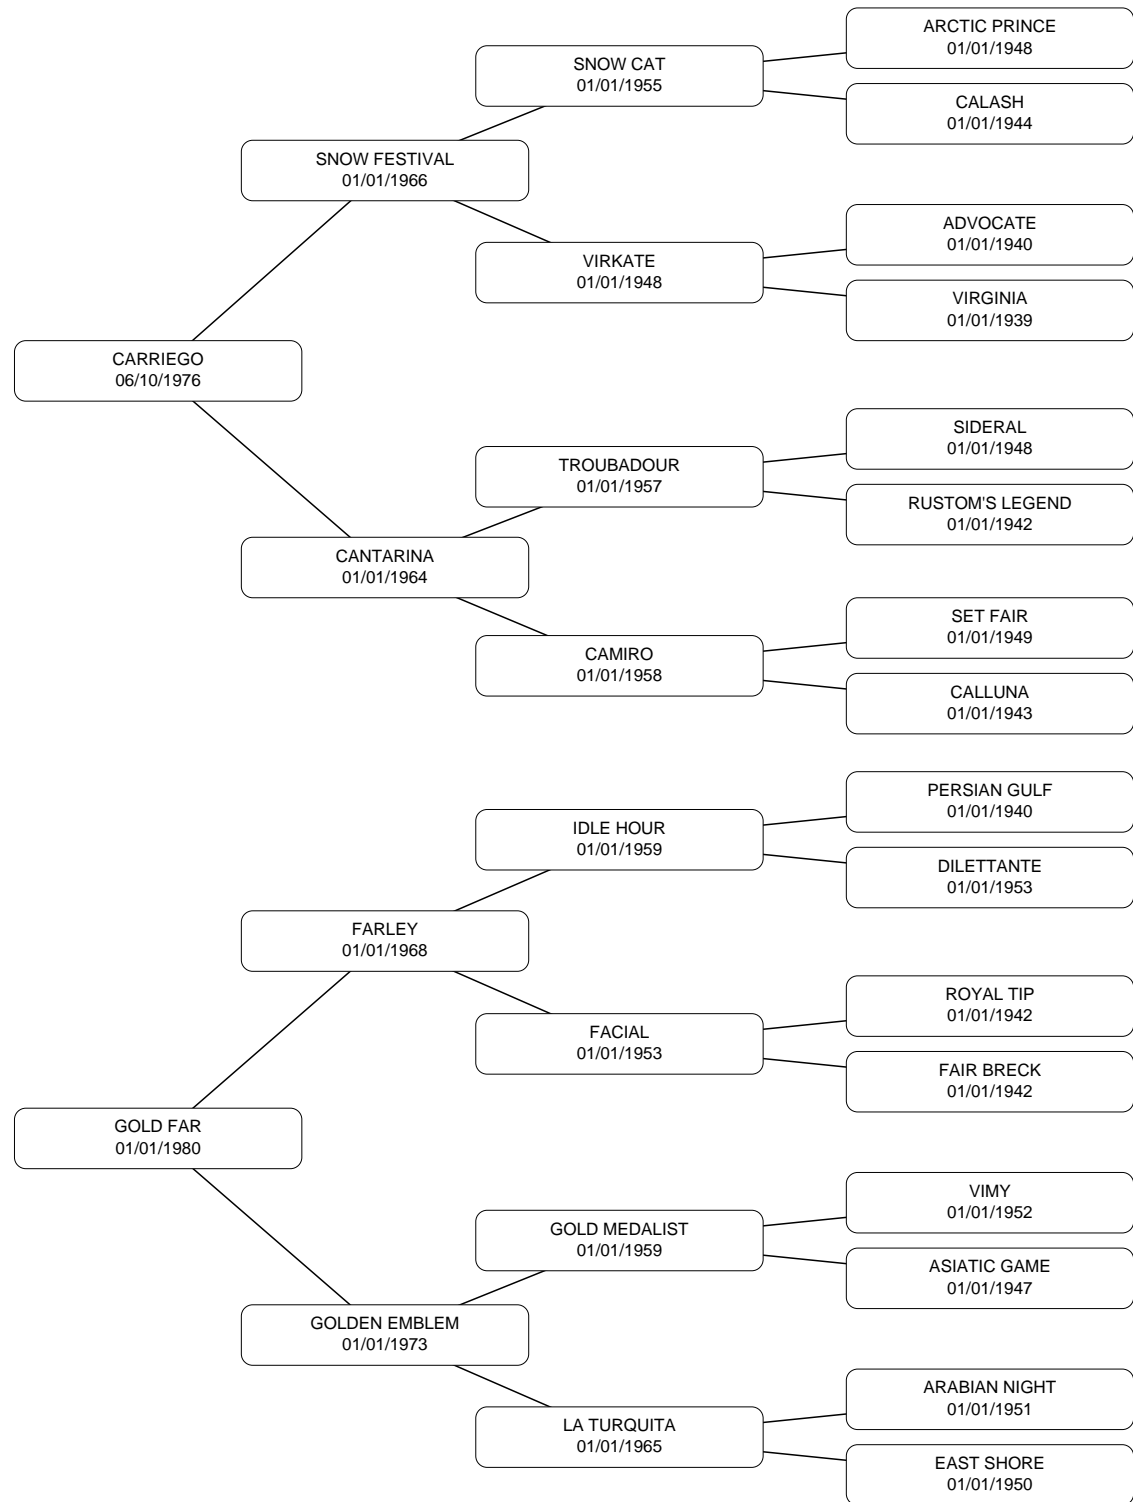 ARCTIC PRINCE
01/01/1948
SNOW CAT
01/01/1955
CALASH
01/01/1944
SNOW FESTIVAL
01/01/1966
ADVOCATE
01/01/1940
VIRKATE
01/01/1948
VIRGINIA
01/01/1939
CARRIEGO
06/10/1976
SIDERAL
01/01/1948
TROUBADOUR
01/01/1957
RUSTOM'S LEGEND
01/01/1942
CANTARINA
01/01/1964
SET FAIR
01/01/1949
CAMIRO
01/01/1958
CALLUNA
01/01/1943
PERSIAN GULF
01/01/1940
IDLE HOUR
01/01/1959
DILETTANTE
01/01/1953
FARLEY
01/01/1968
ROYAL TIP
01/01/1942
FACIAL
01/01/1953
FAIR BRECK
01/01/1942
GOLD FAR
01/01/1980
VIMY
01/01/1952
GOLD MEDALIST
01/01/1959
ASIATIC GAME
01/01/1947
GOLDEN EMBLEM
01/01/1973
ARABIAN NIGHT
01/01/1951
LA TURQUITA
01/01/1965
EAST SHORE
01/01/1950